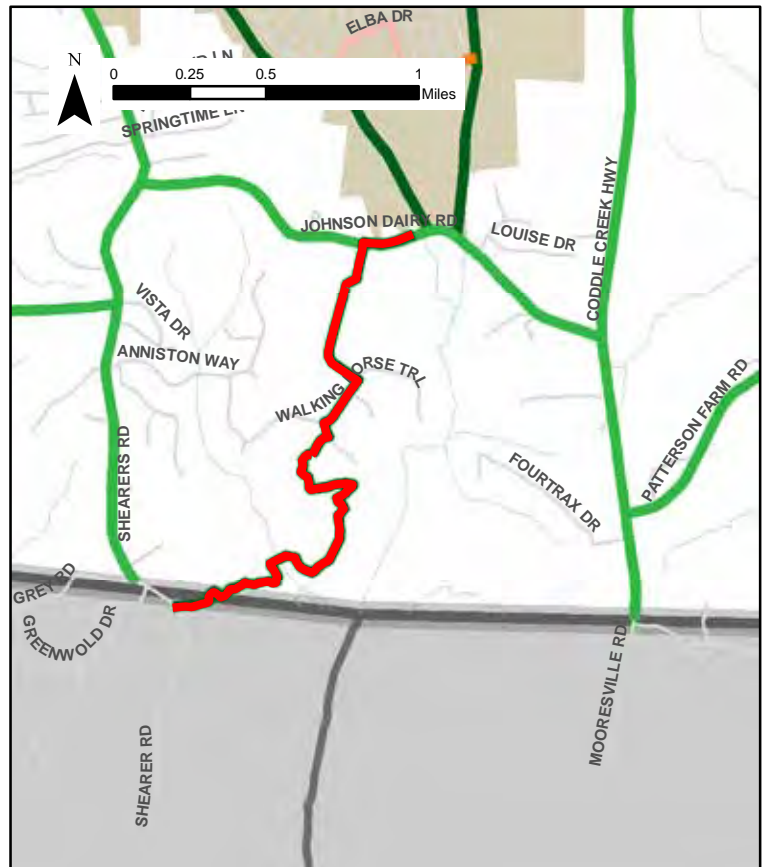 ELBA DR
N
0 0.25 0.5 1
Miles
LN
SPRINGTIME LN
JOHNSON DAIRY RD
LOUISE DR
CODDLE CREEK HWY
VISTA DR
ANNISTON WAY
WALKING ORSE TRL
PATTERSON FARM RD
SHEARERS RD
FOURTRAX DR
GREY RD
GREENWOLD DR
MOORESVILLE RD
SHEARER RD